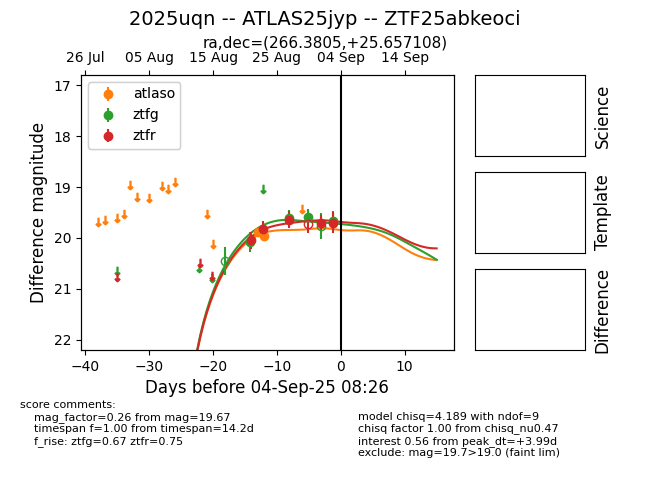 2025uqn -- ATLAS25jyp -- ZTF25abkeoci
ra,dec=(266.3805,+25.657108)
26 Jul 05 Aug 15 Aug 25 Aug 04 Sep 14 Sep
atlaso
ztfg
ztfr
17
18
19
20
21
22
Difference magnitude
−40 −30 −20 −10 0 10
Days before 04-Sep-25 08:26
Science
Template
Difference
score comments:
mag_factor=0.26 from mag=19.67
timespan f=1.00 from timespan=14.2d
f_rise: ztfg=0.67 ztfr=0.75
model chisq=4.189 with ndof=9
chisq factor 1.00 from chisq_nu0.47
interest 0.56 from peak_dt=+3.99d
exclude: mag=19.7>19.0 (faint lim)